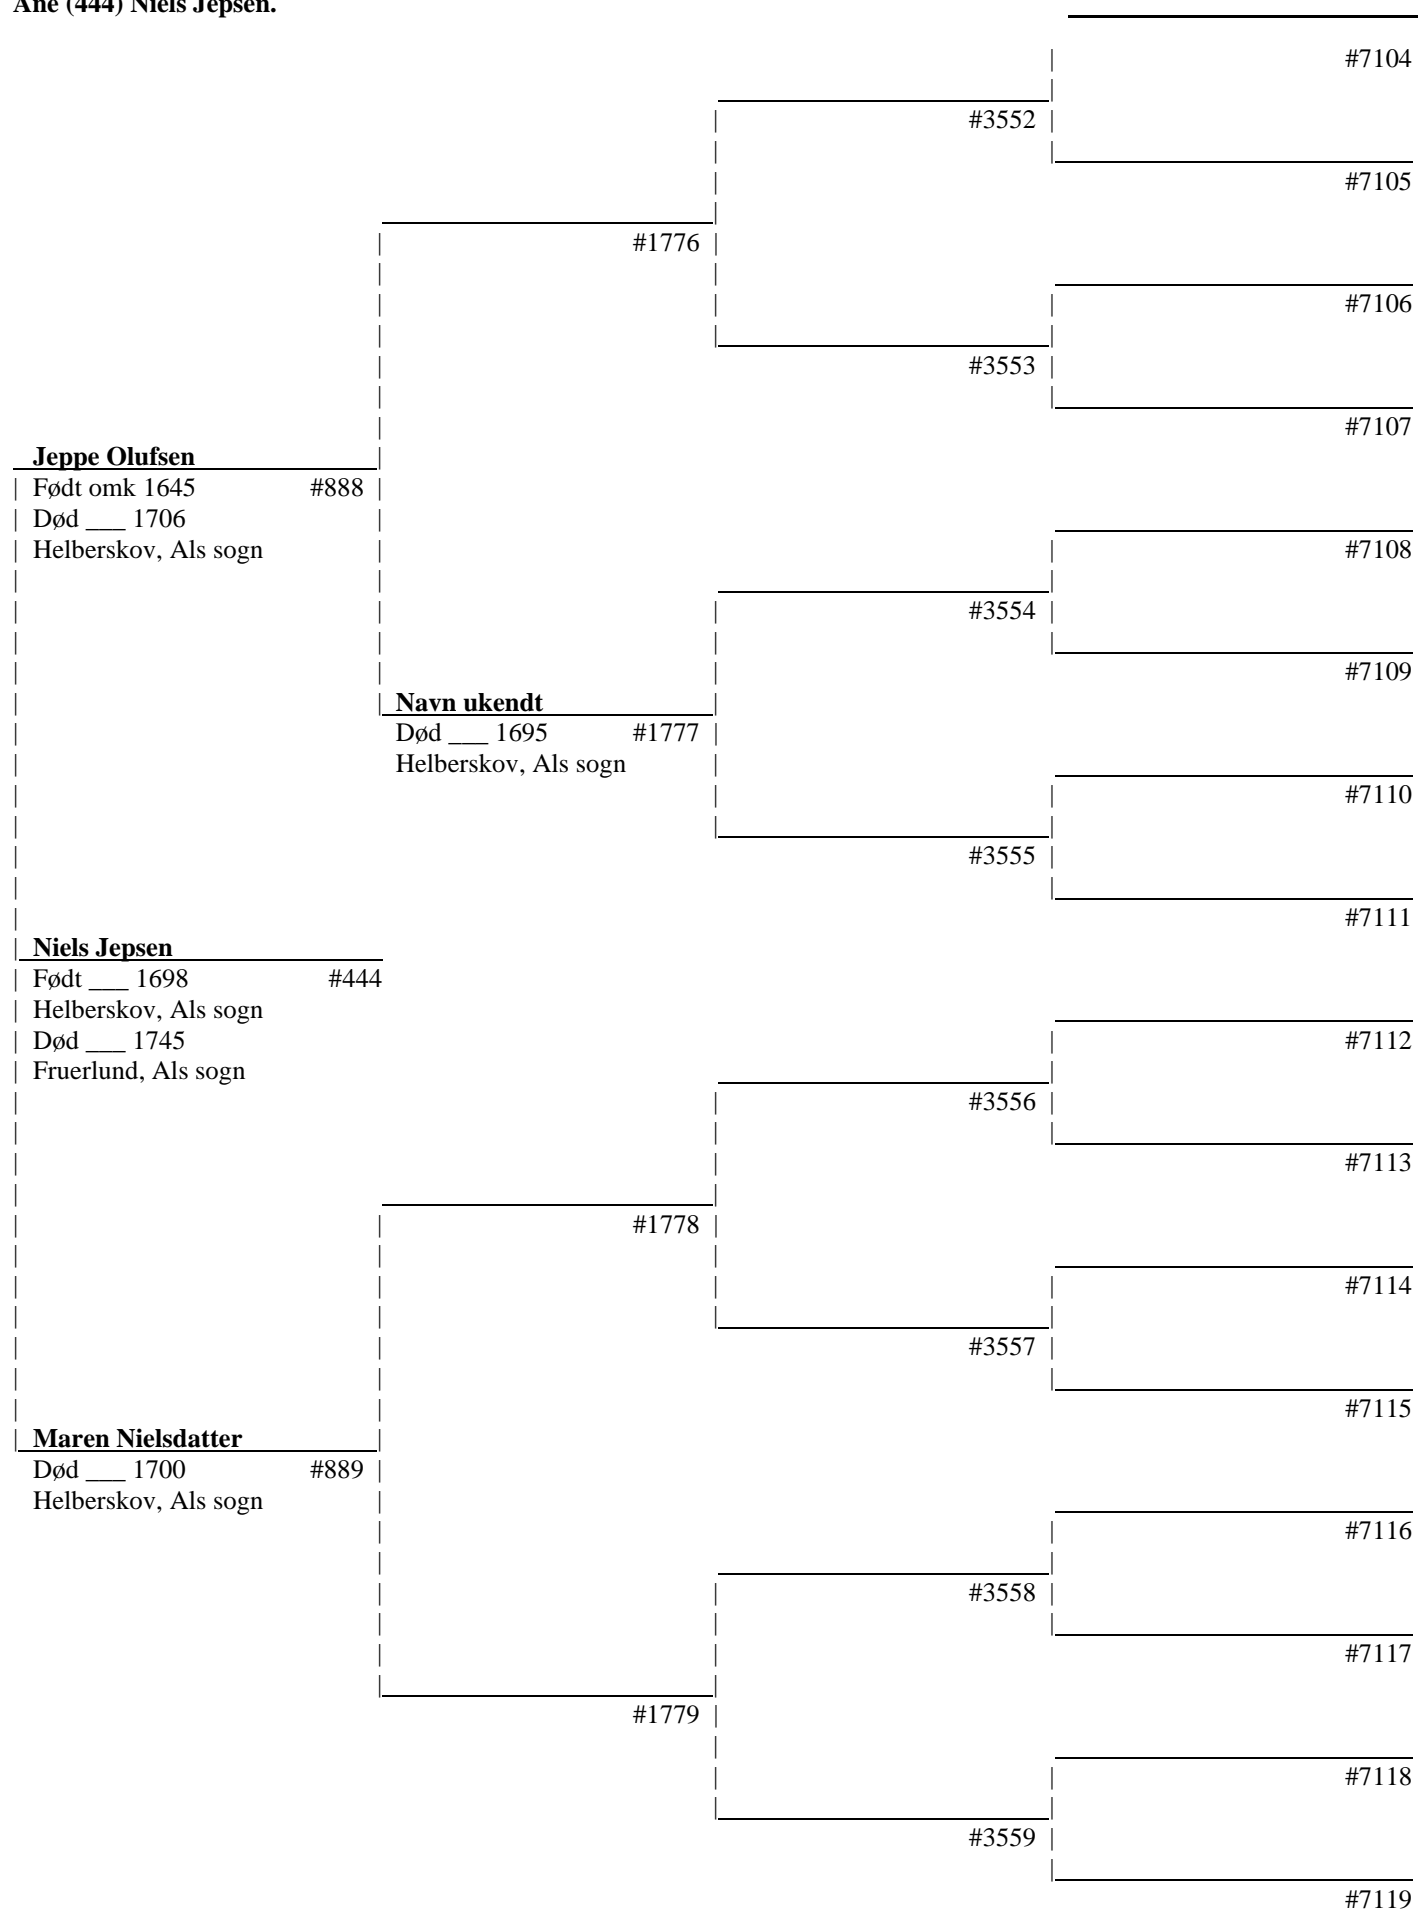 Ane (444) Niels Jepsen.
#7104
#3552
#7105
#1776
#7106
#3553
#7107
Jeppe Olufsen
Født omk 1645 #888
Død ___ 1706
Helberskov, Als sogn
#7108
#3554
#7109
Navn ukendt
Død ___ 1695 #1777
Helberskov, Als sogn
#7110
#3555
#7111
Niels Jepsen
Født ___ 1698 #444
Helberskov, Als sogn
Død ___ 1745
Fruerlund, Als sogn
#7112
#3556
#7113
#1778
#7114
#3557
#7115
Maren Nielsdatter
Død ___ 1700 #889
Helberskov, Als sogn
#7116
#3558
#7117
#1779
#7118
#3559
#7119